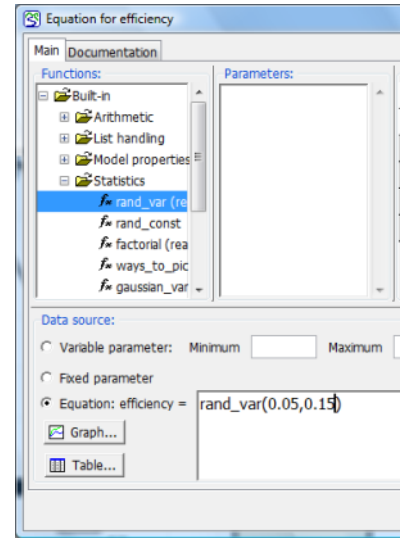 Equation for efficiency
Main Documentation
Functions: Parameters:
Built-in
Arithmetic
List handling
Model properties
Statistics
rand_var (re
rand_const
factorial (rea
ways_to_pic
gaussian_var
Data source:
Variable parameter: Minimum Maximum
Fixed parameter
Equation: efficiency = rand_var(0.05,0.15)
Graph...
Table...